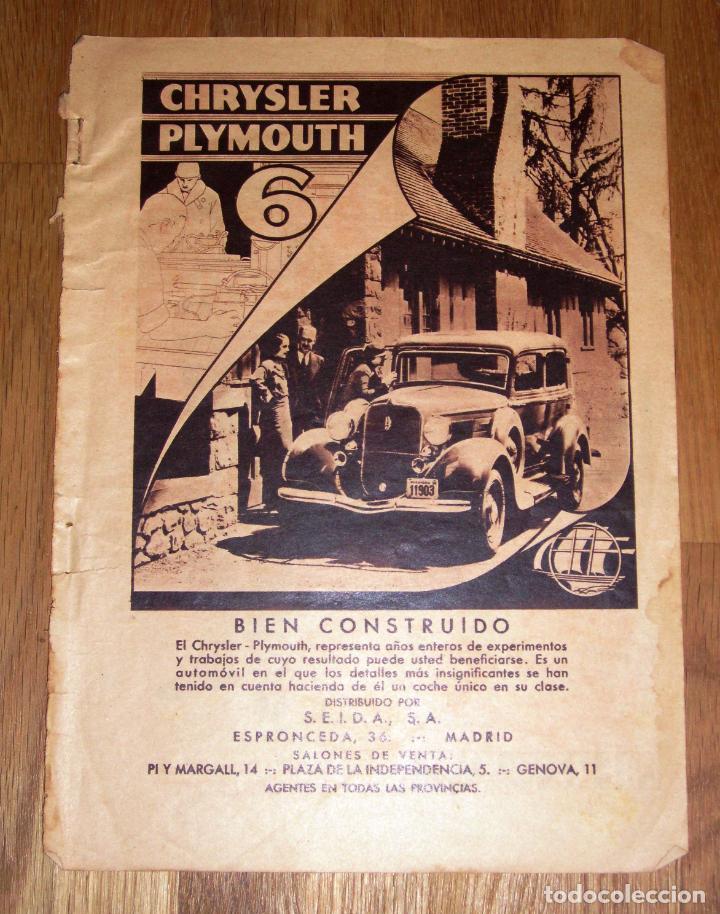 CHRYSLER
PLYMOUTH
6
11903
BIEN CONSTRUÍDO
El Chrysler - Plymouth, representa años enteros de experimentos
y trabajos de cuyo resultado puede usted beneficiarse. Es un
automóvil en el que los detalles más insignificantes se han
tenido en cuenta hacienda de él un coche único en su clase.
DISTRIBUIDO POR
S. E. I. D. A., S. A.
ESPRONCEDA, 36. :-: MADRID
SALONES DE VENTA:
PI Y MARGALL, 14 :-: PLAZA DE LA INDEPENDENCIA, 5. :-: GENOVA, 11
AGENTES EN TODAS LAS PROVINCIAS.
todocoleccion